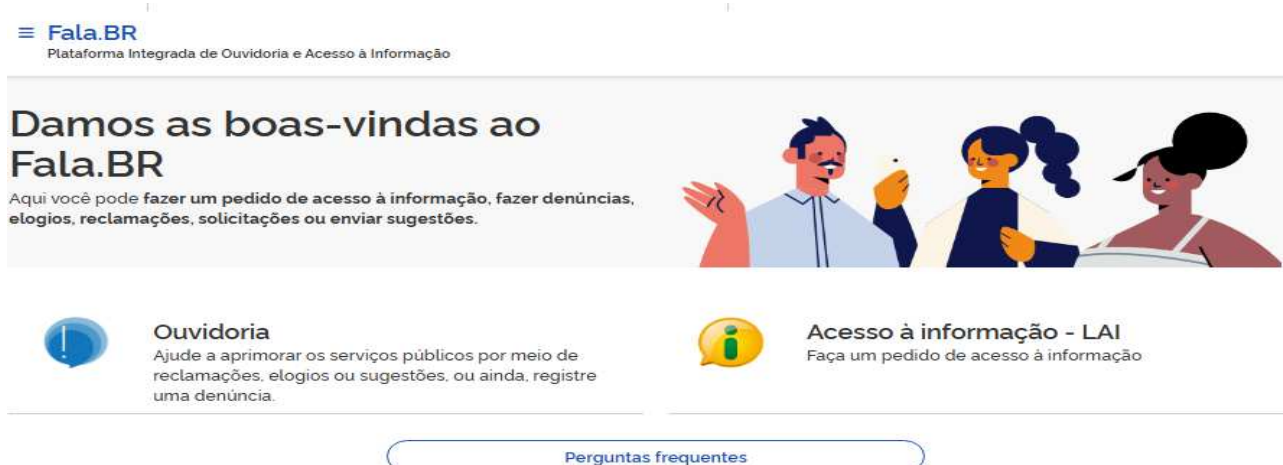 Fala.BR
Plataforma Integrada de Ouvidoria e Acesso à Informação
Damos as boas-vindas ao
Fala.BR
Aqui você pode fazer um pedido de acesso à informação, fazer denúncias,
elogios, reclamações, solicitações ou enviar sugestões.
Ouvidoria
Ajude a aprimorar os serviços públicos por meio de
reclamações, elogios ou sugestões, ou ainda, registre
uma denúncia.
Acesso à informação - LAI
Faça um pedido de acesso à informação
Perguntas frequentes